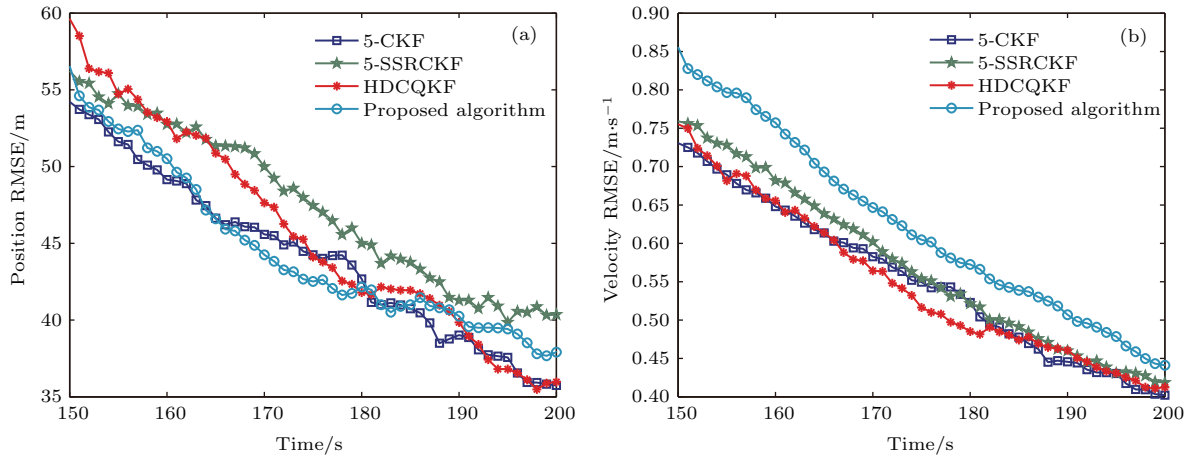 60
55
50
45
40
35
150
160
170
180
190
200
Time/s
Position RMSE/m
(a)
5-CKF
5-SSRCKF
HDCQKF
Proposed algorithm
0.90
0.85
0.80
0.75
0.70
0.65
0.60
0.55
0.50
0.45
0.40
150
160
170
180
190
200
Time/s
Velocity RMSE/m·s⁻¹
(b)
5-CKF
5-SSRCKF
HDCQKF
Proposed algorithm